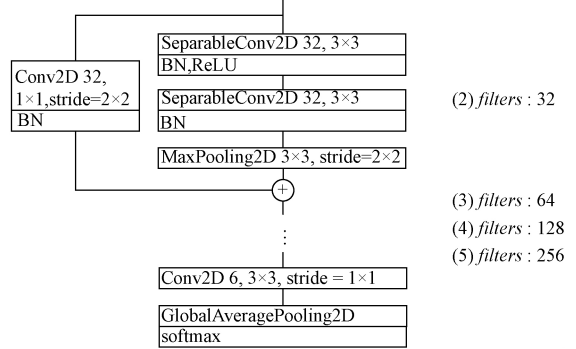 SeparableConv2D 32, 3×3
BN,ReLU
Conv2D 32,
1×1,stride=2×2
BN
SeparableConv2D 32, 3×3
BN
(2) filters : 32
MaxPooling2D 3×3, stride=2×2
+
(3) filters : 64
(4) filters : 128
⋮
(5) filters : 256
Conv2D 6, 3×3, stride = 1×1
GlobalAveragePooling2D
softmax